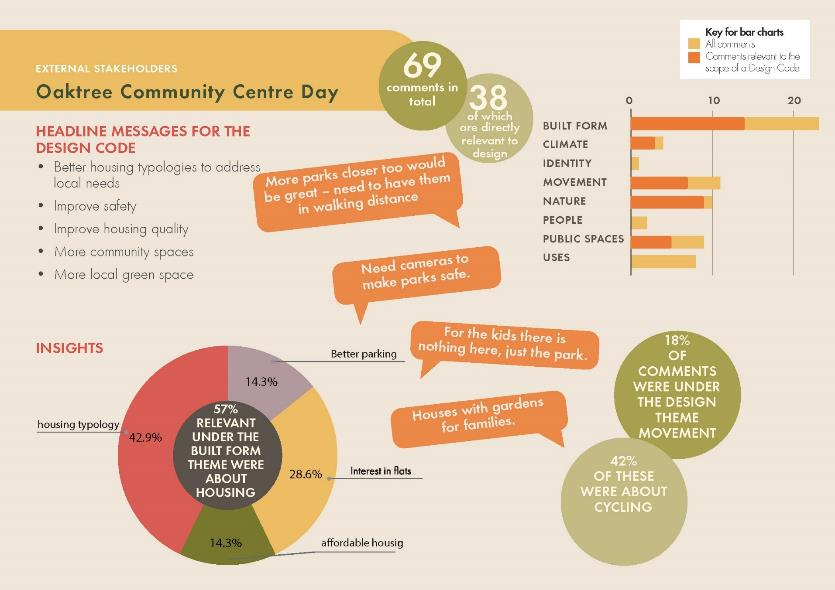 EXTERNAL STAKEHOLDERS
Oaktree Community Centre Day
69
comments in
total
38
of which
are directly
relevant to
design
Key for bar charts
All comments
Comments relevant to the
scope of a Design Code
HEADLINE MESSAGES FOR THE
DESIGN CODE
• Better housing typologies to address
local needs
• Improve safety
• Improve housing quality
• More community spaces
• More local green space
More parks closer too would
be great – need to have them
in walking distance
Need cameras to
make parks safe.
For the kids there is
nothing here, just the park.
Houses with gardens
for families.
0 10 20
BUILT FORM
CLIMATE
IDENTITY
MOVEMENT
NATURE
PEOPLE
PUBLIC SPACES
USES
INSIGHTS
Better parking
14.3%
housing typology
42.9%
57%
RELEVANT
UNDER THE
BUILT FORM
THEME WERE
ABOUT
HOUSING
28.6%
Interest in flats
14.3%
affordable housig
18%
OF
COMMENTS
WERE UNDER
THE DESIGN
THEME
MOVEMENT
42%
OF THESE
WERE ABOUT
CYCLING